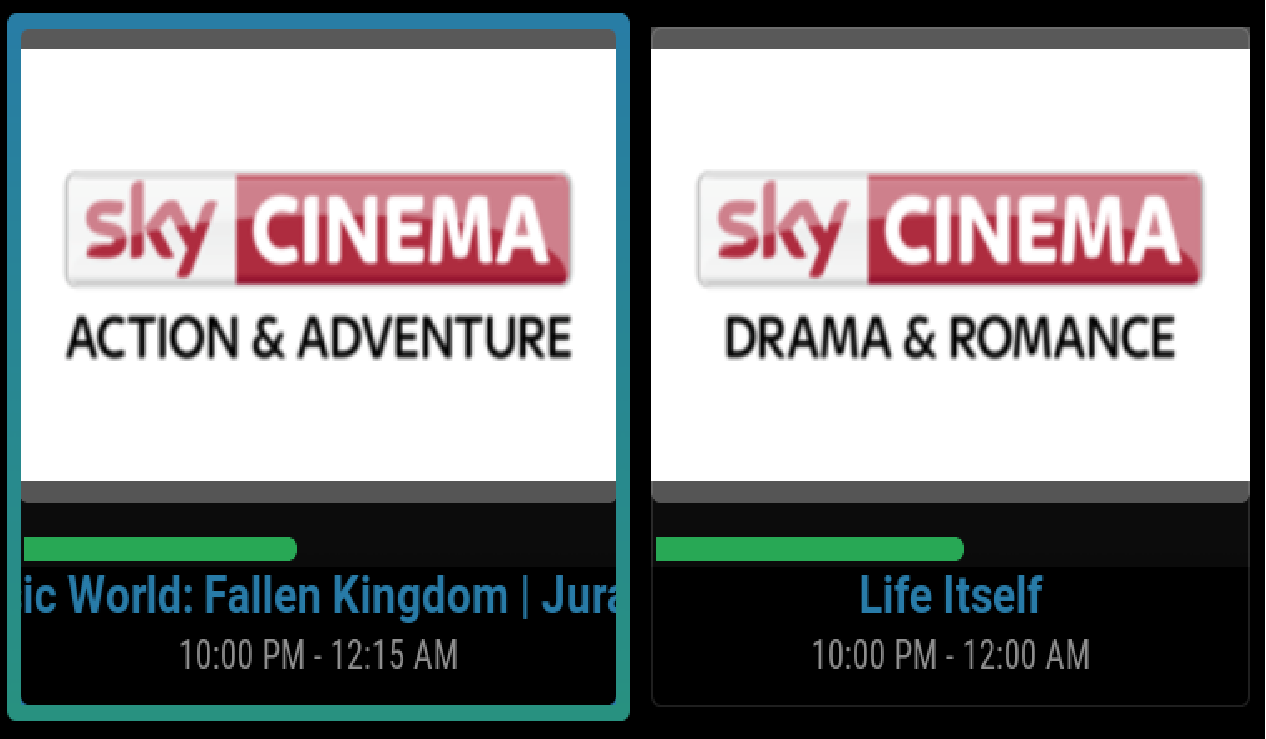 sky CINEMA
ACTION & ADVENTURE
ic World: Fallen Kingdom | Jura
10:00 PM - 12:15 AM
sky CINEMA
DRAMA & ROMANCE
Life Itself
10:00 PM - 12:00 AM